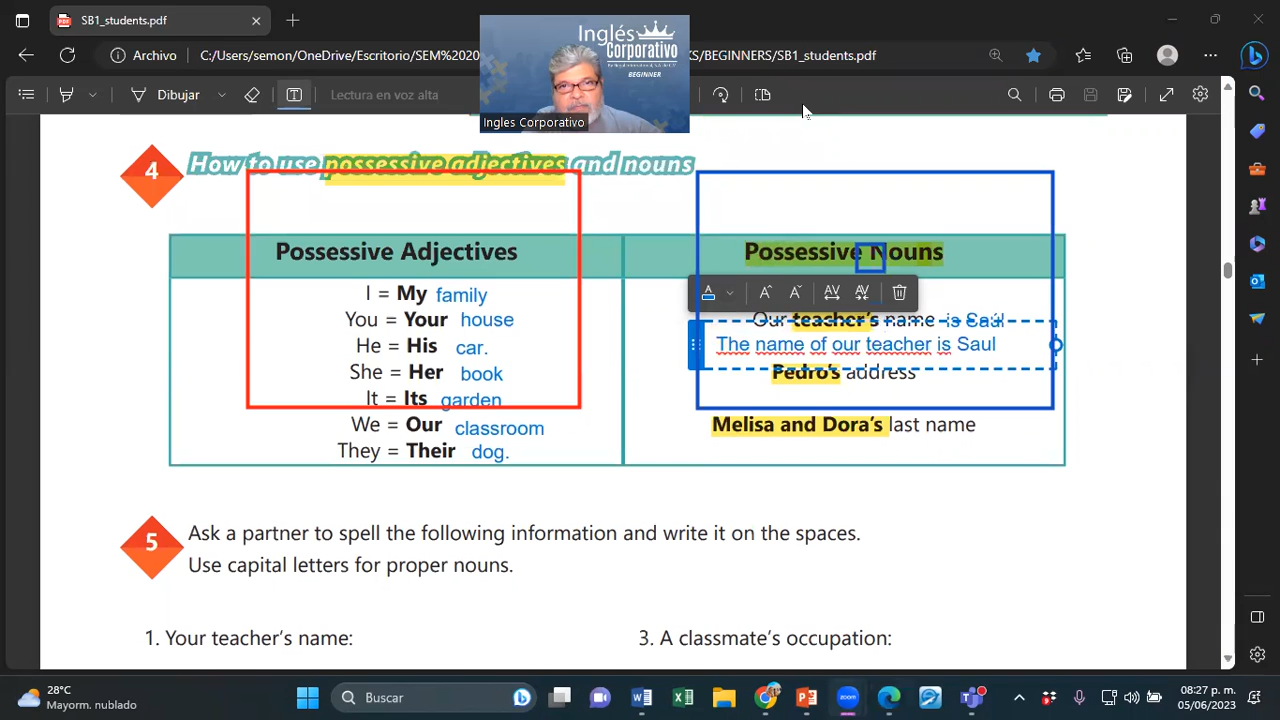 SB1_students.pdf
Archivo
C:/Users/semon/OneDrive/Escritorio/SEM%20
KS/BEGINNERS/SB1_students.pdf
Inglés
Corporativo
BEGINNER
Ingles Corporativo
Dibujar
Lectura en voz alta
4
How to use possessive adjectives and nouns
Possessive Adjectives
I = My family
You = Your house
He = His car.
She = Her book
It = Its garden
We = Our classroom
They = Their dog.
Possessive Nouns
Our teacher's name is Saúl
The name of our teacher is Saul
Pedro's address
Melisa and Dora's last name
5
Ask a partner to spell the following information and write it on the spaces.
Use capital letters for proper nouns.
1. Your teacher's name:
3. A classmate's occupation:
28°C
Mayorm. nublado
Buscar
08:27 p. m.
05/06/2023